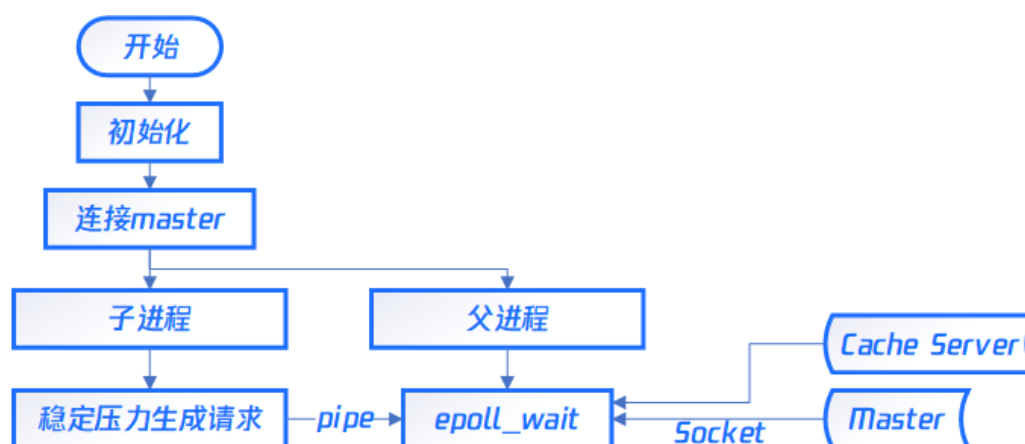 开始
初始化
连接master
子进程
父进程
Cache Server
稳定压力生成请求
pipe
epoll_wait
Socket
Master